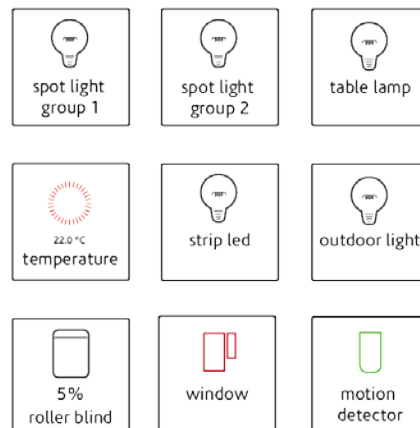 spot light
group 1
spot light
group 2
table lamp
22.0 °C
temperature
strip led
outdoor light
5%
roller blind
window
motion
detector